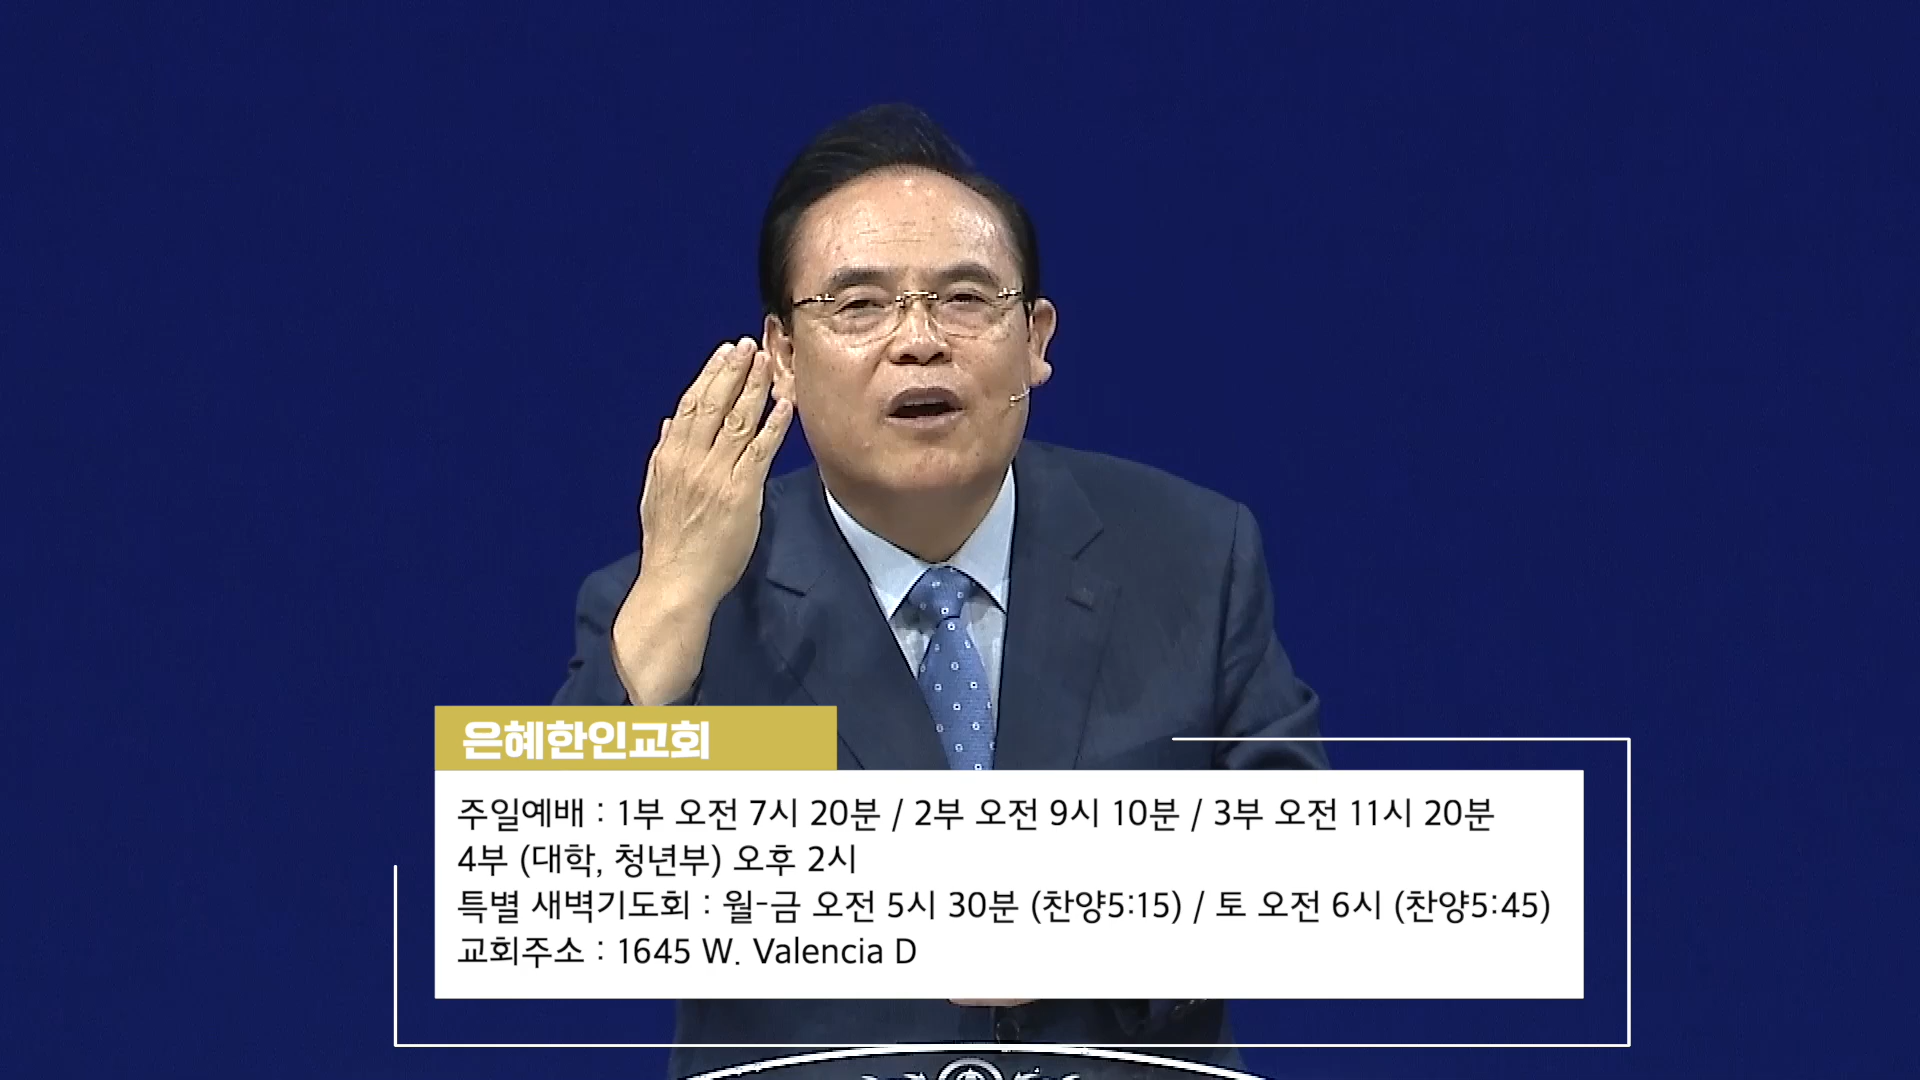 은혜한인교회
주일예배 : 1부 오전 7시 20분 / 2부 오전 9시 10분 / 3부 오전 11시 20분
4부 (대학, 청년부) 오후 2시
특별 새벽기도회 : 월-금 오전 5시 30분 (찬양5:15) / 토 오전 6시 (찬양5:45)
교회주소 : 1645 W. Valencia D